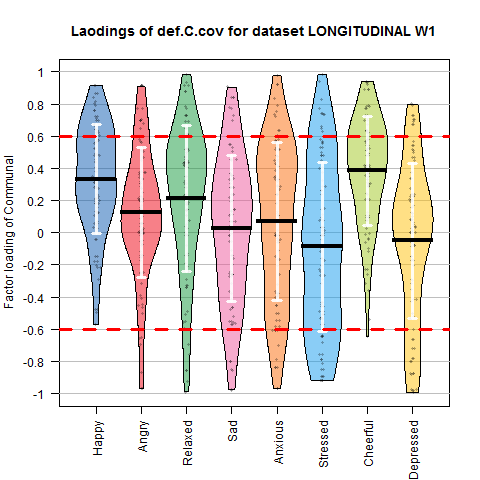 Laodings of def.C.cov for dataset LONGITUDINAL W1
Factor loading of Communal
1
0.8
0.6
0.4
0.2
0
-0.2
-0.4
-0.6
-0.8
-1
Happy
Angry
Relaxed
Sad
Anxious
Stressed
Cheerful
Depressed